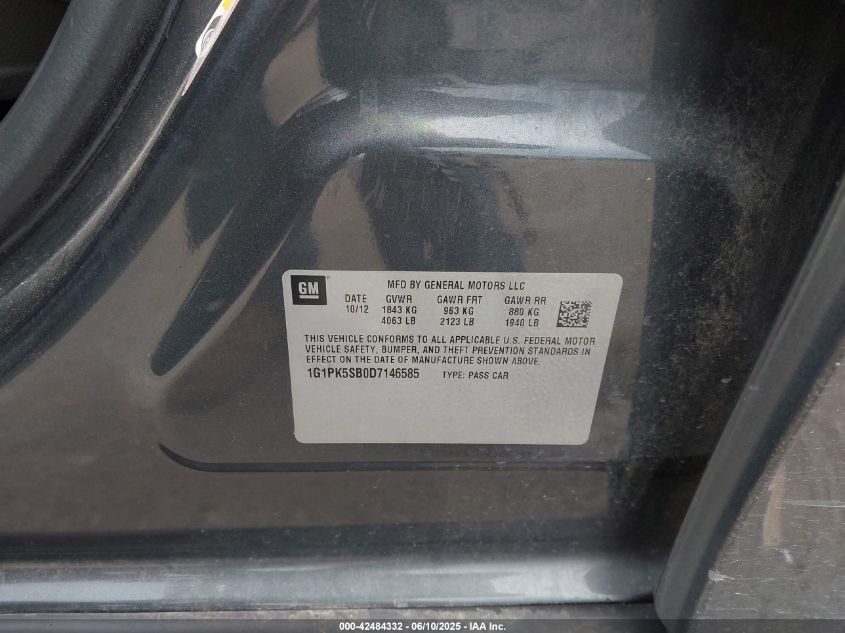 GM
MFD BY GENERAL MOTORS LLC
DATE GVWR GAWR FRT GAWR RR
10/12 1843 KG 963 KG 880 KG
4063 LB 2123 LB 1940 LB
THIS VEHICLE CONFORMS TO ALL APPLICABLE U.S. FEDERAL MOTOR
VEHICLE SAFETY, BUMPER, AND THEFT PREVENTION STANDARDS IN
EFFECT ON THE DATE OF MANUFACTURE SHOWN ABOVE.
1G1PK5SB0D7146585 TYPE: PASS CAR
000-42484332 - 06/10/2025 - IAA Inc.